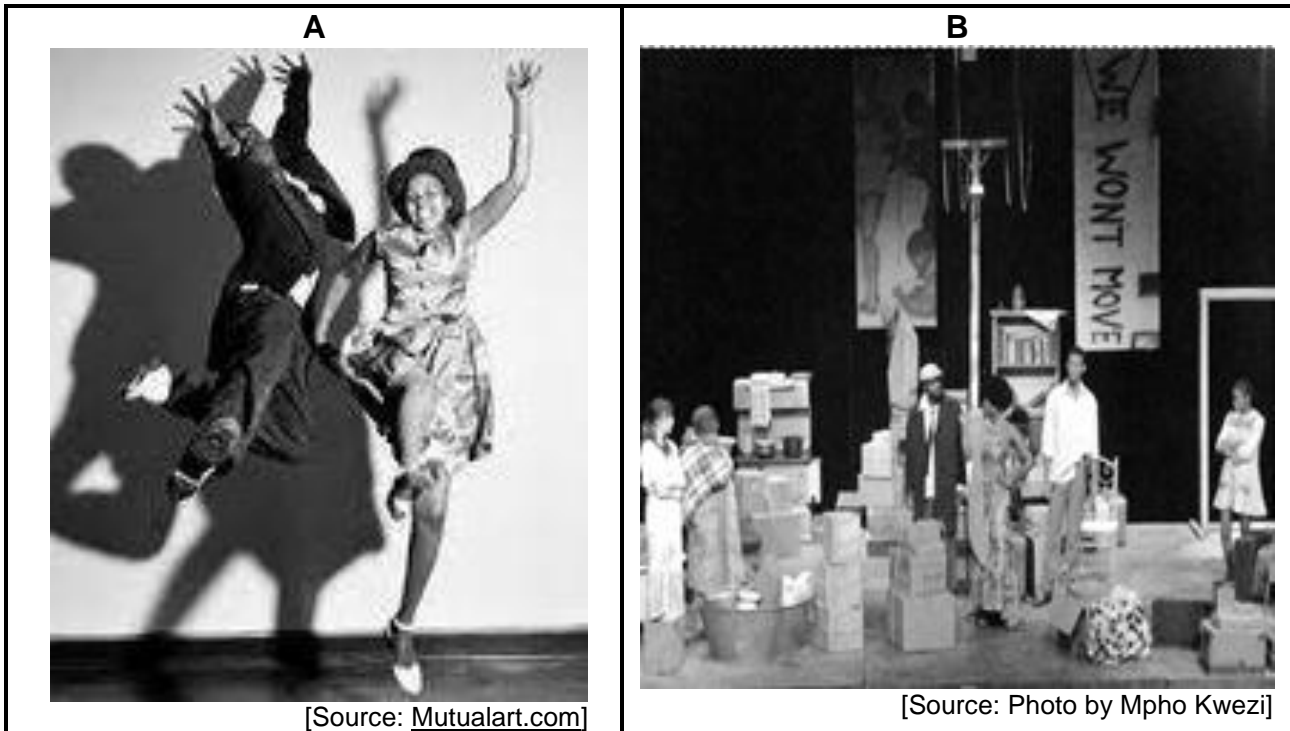 A
B
WE WONT MOVE
[Source: Mutualart.com]
[Source: Photo by Mpho Kwezi]